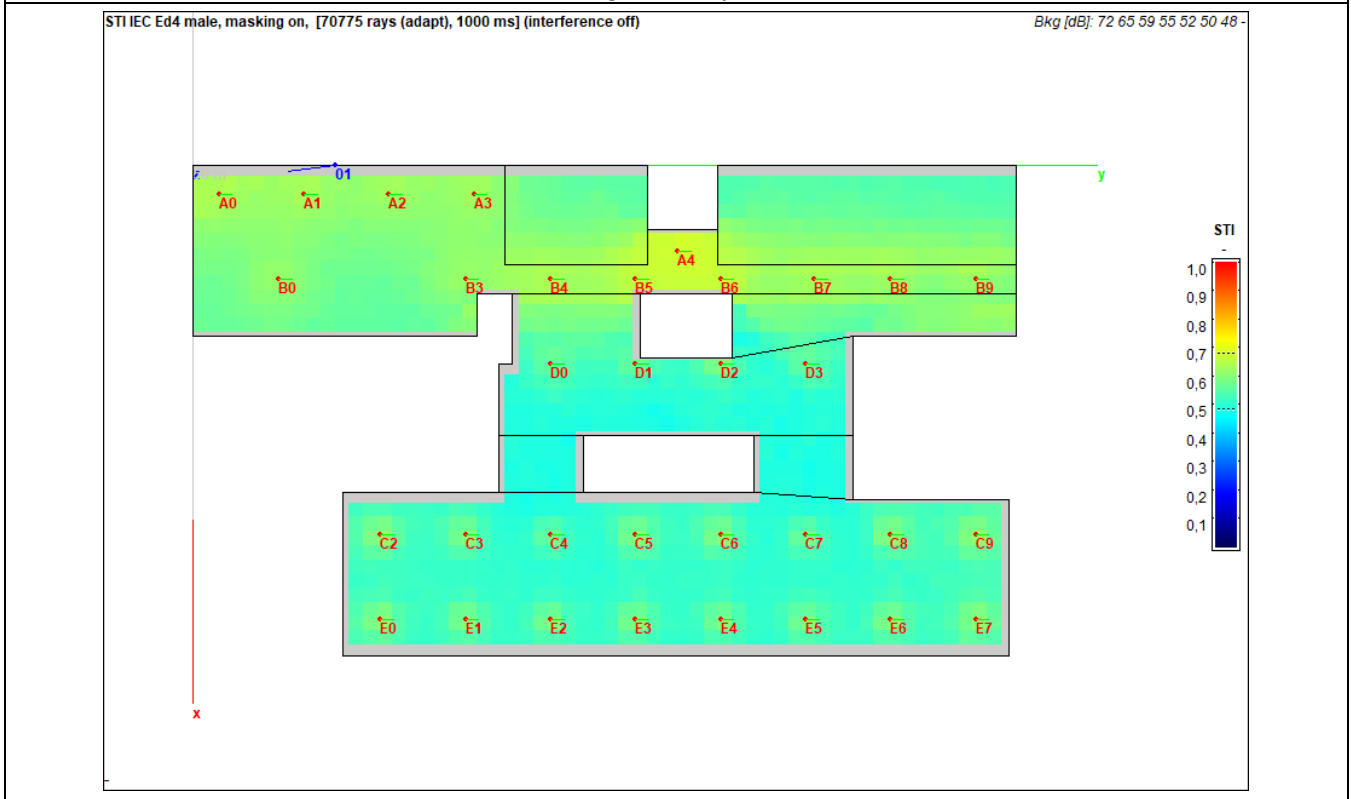 STI IEC Ed4 male, masking on, [70775 rays (adapt), 1000 ms] (interference off)
Bkg [dB]: 72 65 59 55 52 50 48 -
01
y
A0 A1 A2 A3
A4
B0 B3 B4 B5 B6 B7 B8 B9
D0 D1 D2 D3
C2 C3 C4 C5 C6 C7 C8 C9
E0 E1 E2 E3 E4 E5 E6 E7
x
-
STI
-
1,0
0,9
0,8
0,7
0,6
0,5
0,4
0,3
0,2
0,1